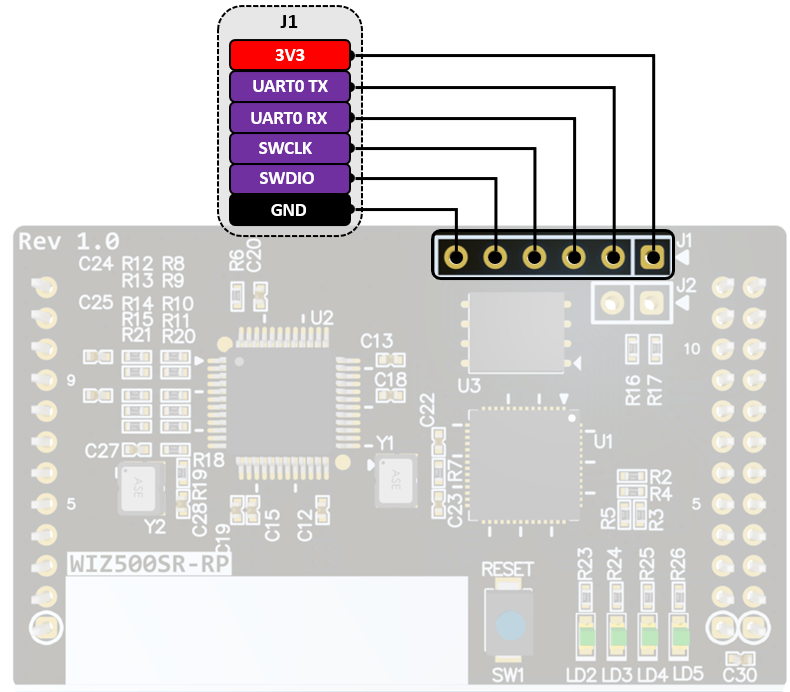 J1
3V3
UART0 TX
UART0 RX
SWCLK
SWDIO
GND
Rev 1.0
J1
C24 R12 R8
R13 R9
R6
C20
C25 R14 R10
R15 R11
R21 R20
J2
U2
C13
10
R16
R17
9
C18
U3
C22
C27
Y1
U1
R18
R7
R2
R19
R4
5
5
Y2
ASE
ASE
C28
C19
C15
C12
C23
R5
R3
WIZ500SR-RP
RESET
R23
R24
R25
R26
SW1
LD2
LD3
LD4
LD5
C30